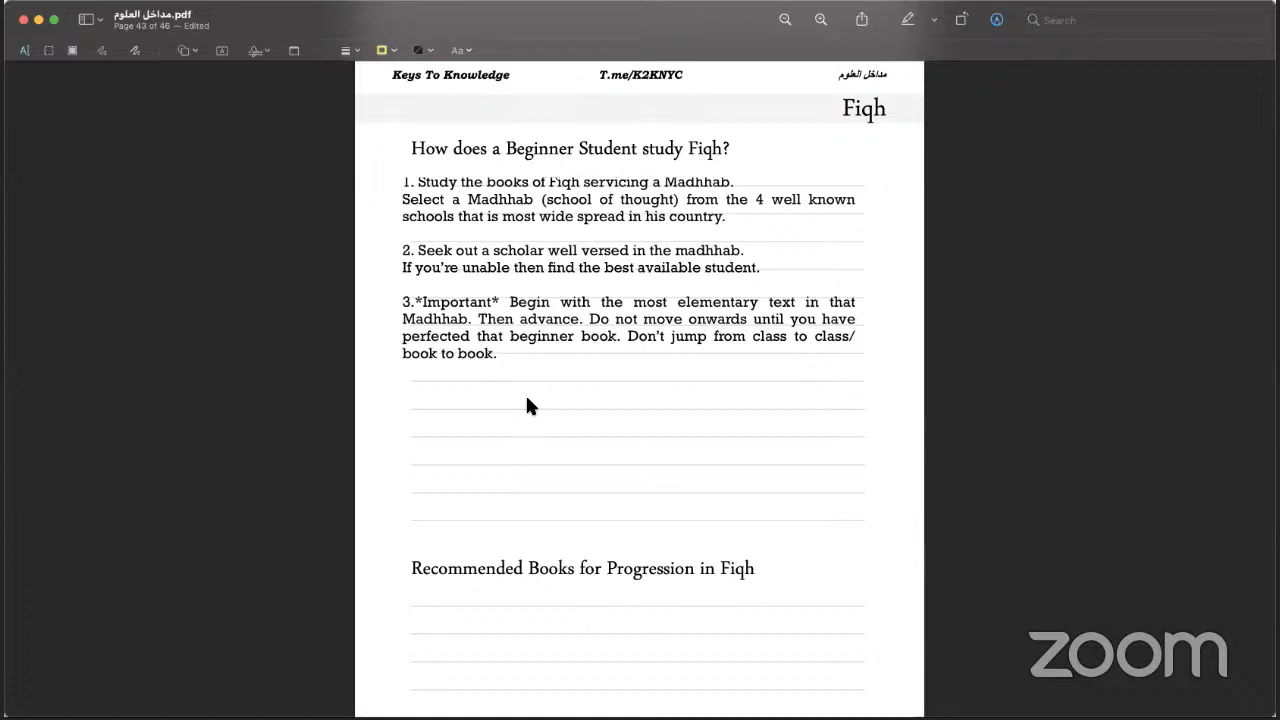 مداخل العلوم.pdf
Page 43 of 46 — Edited
Search
Aa
Keys To Knowledge T.me/K2KNYC مداخل العلوم
Fiqh
How does a Beginner Student study Fiqh?
1. Study the books of Fiqh servicing a Madhhab.
Select a Madhhab (school of thought) from the 4 well known
schools that is most wide spread in his country.
2. Seek out a scholar well versed in the madhhab.
If you're unable then find the best available student.
3.*Important* Begin with the most elementary text in that
Madhhab. Then advance. Do not move onwards until you have
perfected that beginner book. Don't jump from class to class/
book to book.
Recommended Books for Progression in Fiqh
zoom